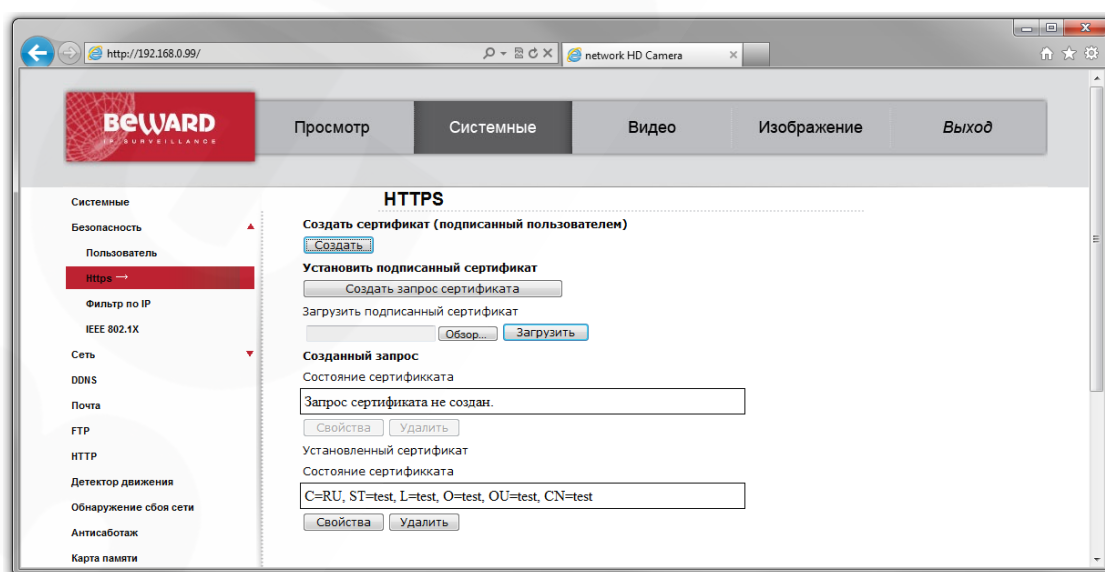 http://192.168.0.99/
network HD Camera
BEWARD
IP SURVEILLANCE
Просмотр
Системные
Видео
Изображение
Выход
Системные
Безопасность
Пользователь
Https →
Фильтр по IP
IEEE 802.1X
Сеть
DDNS
Почта
FTP
HTTP
Детектор движения
Обнаружение сбоя сети
Антисаботаж
Карта памяти
HTTPS
Создать сертификат (подписанный пользователем)
Создать
Установить подписанный сертификат
Создать запрос сертификата
Загрузить подписанный сертификат
Обзор... Загрузить
Созданный запрос
Состояние сертифкката
Запрос сертификата не создан.
Свойства Удалить
Установленный сертификат
Состояние сертифкката
C=RU, ST=test, L=test, O=test, OU=test, CN=test
Свойства Удалить